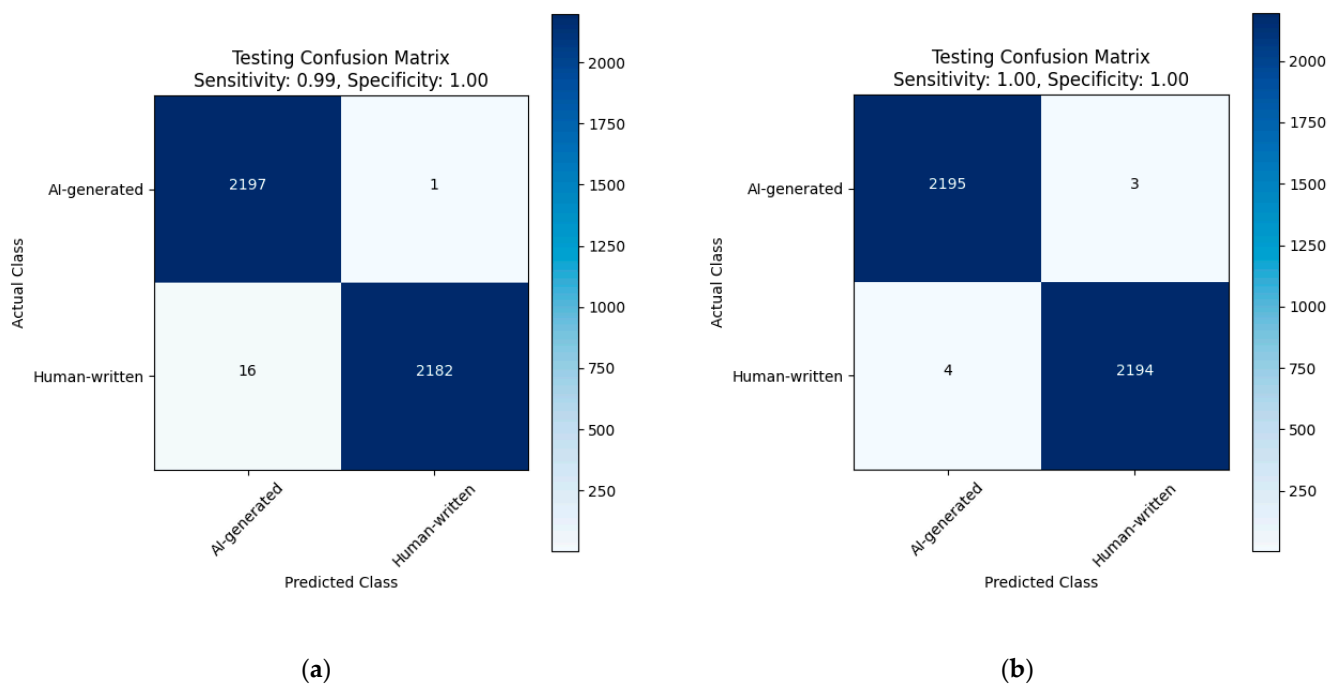 Testing Confusion Matrix
Sensitivity: 0.99, Specificity: 1.00
AI-generated
2197
1
Human-written
16
2182
Actual Class
AI-generated
Human-written
Predicted Class
2000
1750
1500
1250
1000
750
500
250
(a)
Testing Confusion Matrix
Sensitivity: 1.00, Specificity: 1.00
AI-generated
2195
3
Human-written
4
2194
Actual Class
AI-generated
Human-written
Predicted Class
2000
1750
1500
1250
1000
750
500
250
(b)